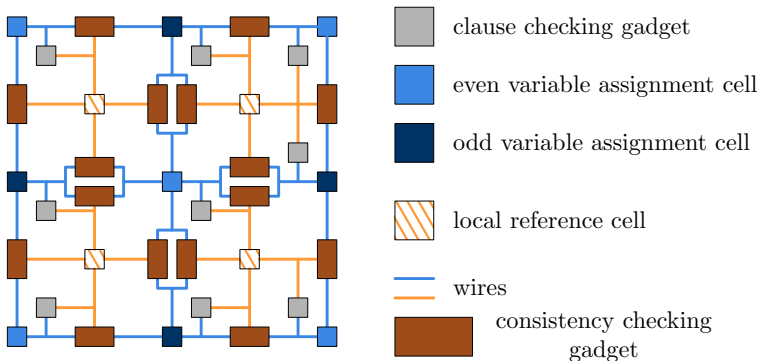 clause checking gadget
even variable assignment cell
odd variable assignment cell
local reference cell
wires
consistency checking
gadget